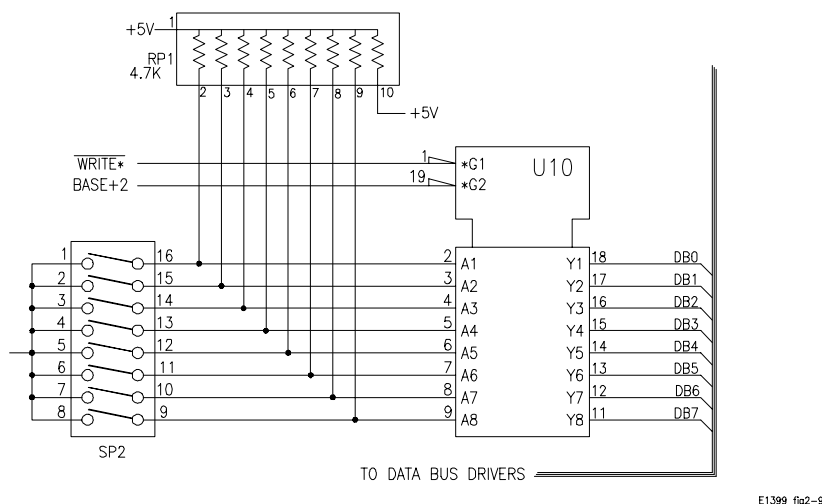 1
+5V
RP1
4.7K
2 3 4 5 6 7 8 9 10
+5V
WRITE* 1 *G1 U10
BASE+2 19 *G2
1 16 2 A1 Y1 18 DB0
2 15 3 A2 Y2 17 DB1
3 14 4 A3 Y3 16 DB2
4 13 5 A4 Y4 15 DB3
5 12 6 A5 Y5 14 DB4
6 11 7 A6 Y6 13 DB5
7 10 8 A7 Y7 12 DB6
8 9 9 A8 Y8 11 DB7
SP2
TO DATA BUS DRIVERS
E1399 fig2-9